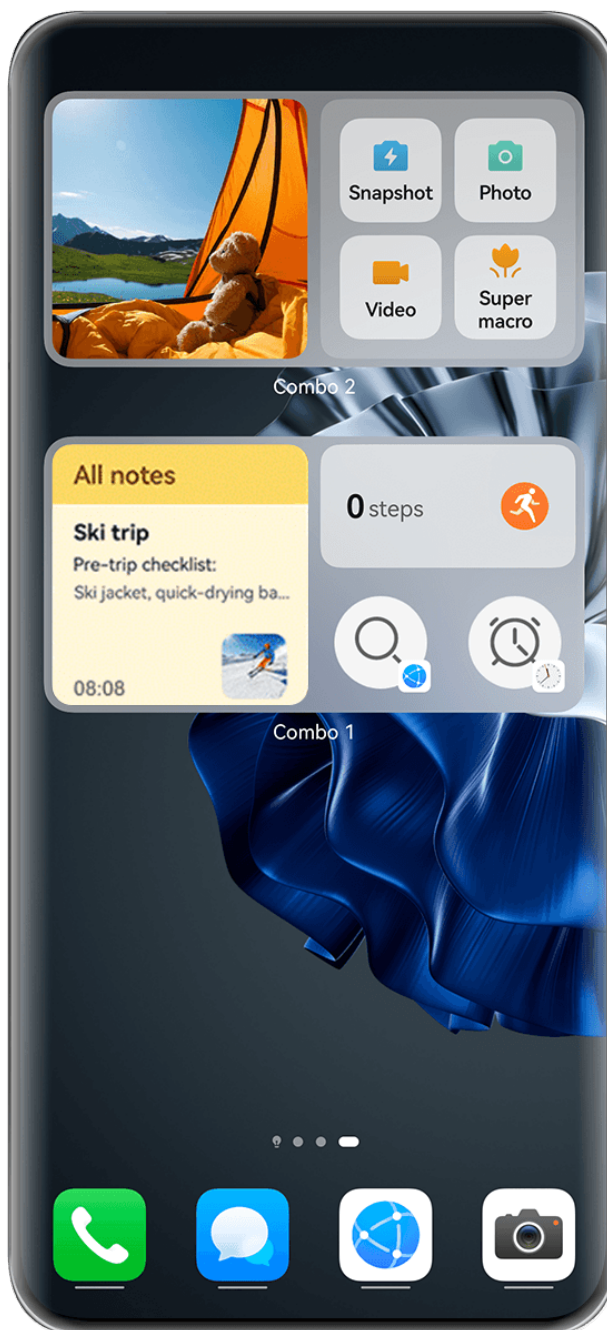 Snapshot
Photo
Video
Super
macro
Combo 2
All notes
Ski trip
Pre-trip checklist:
Ski jacket, quick-drying ba...
08:08
0 steps
Combo 1